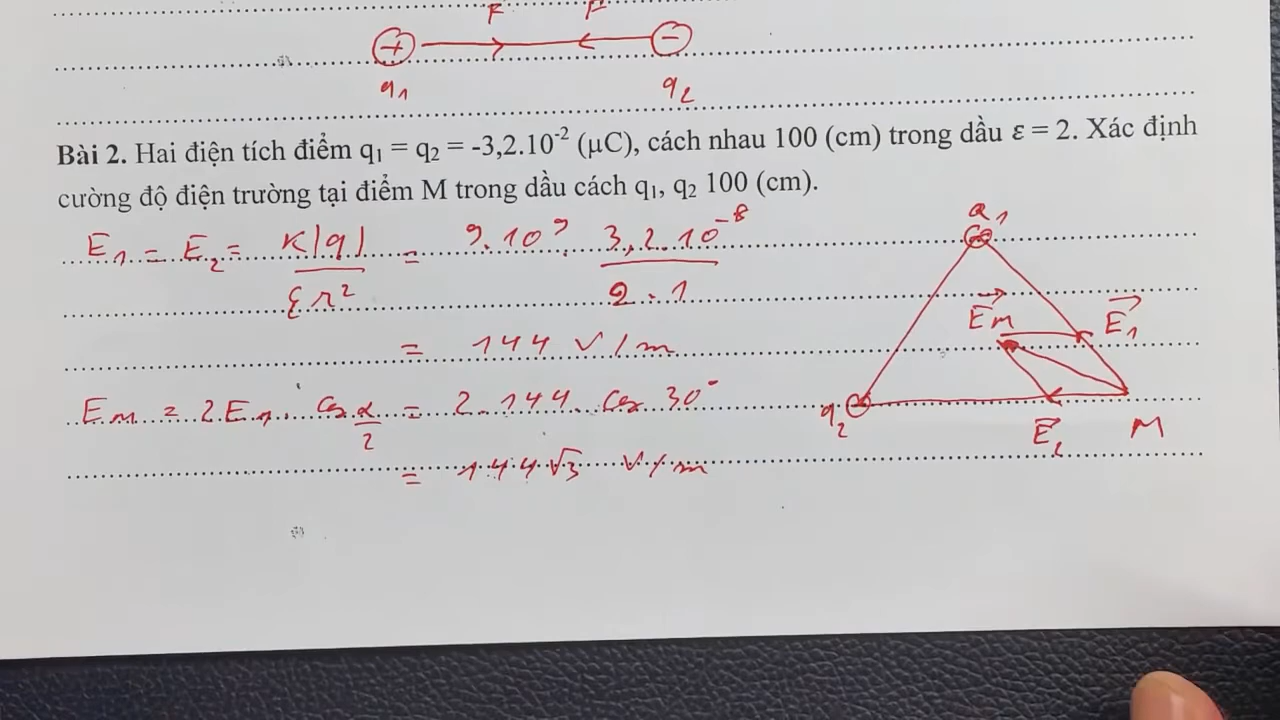 F F
+ −
q₁ q₂
Bài 2. Hai điện tích điểm q₁ = q₂ = -3,2.10⁻² (µC), cách nhau 100 (cm) trong dầu ε = 2. Xác định
cường độ điện trường tại điểm M trong dầu cách q₁, q₂ 100 (cm).
q₁
E₁ = E₂ = K|q| / εr² = 9.10⁹. 3,2.10⁻⁸ / 2.1
Em E₁
= 144 V/m
Em = 2E₁. cos α/2 = 2.144. cos 30°
q₂ E₂ M
= 144√3 V/m